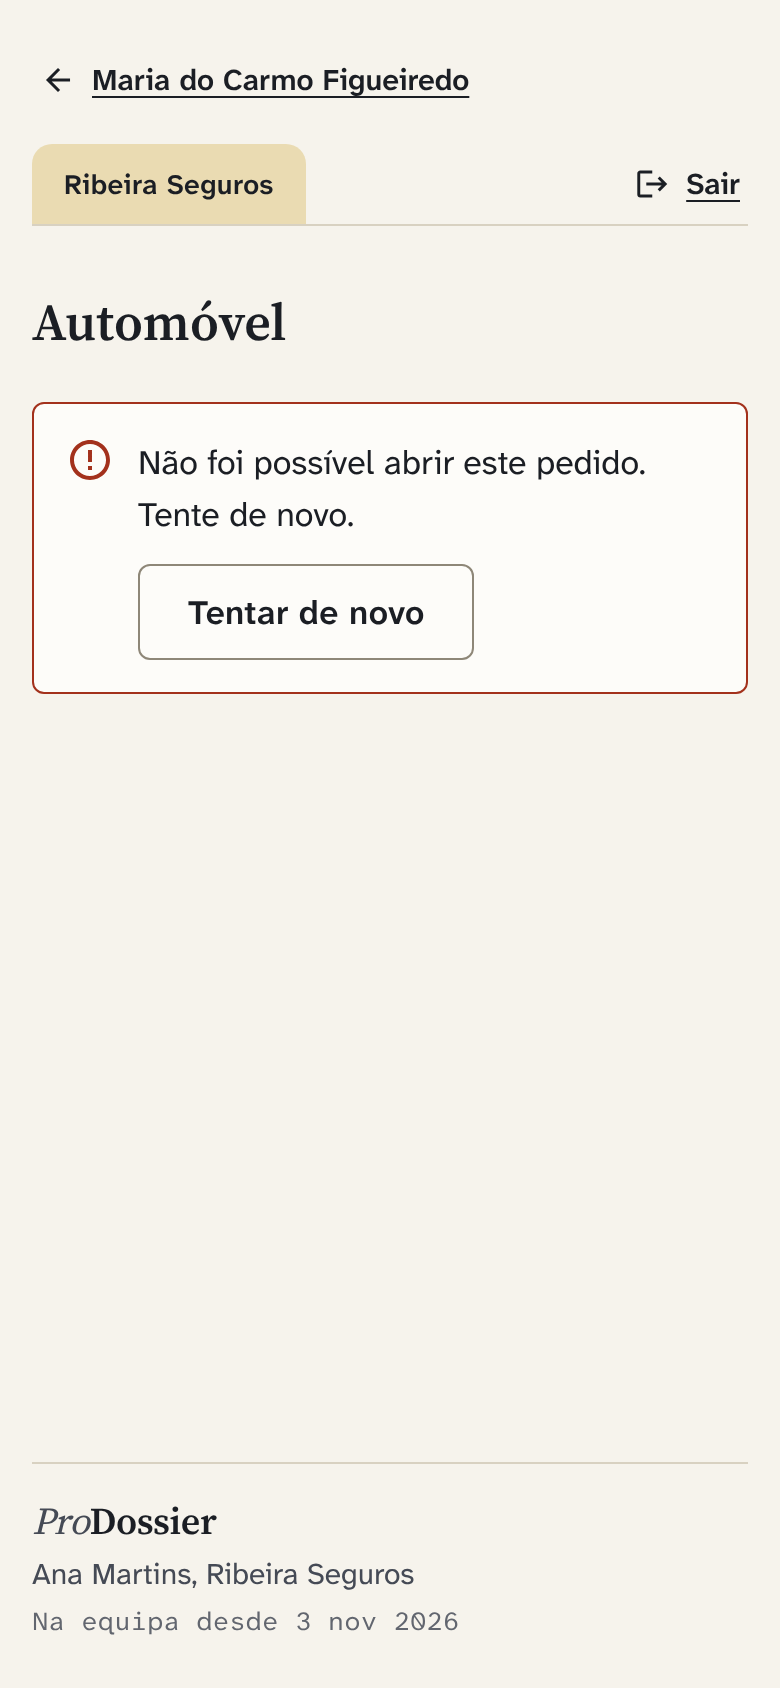 Maria do Carmo Figueiredo
Ribeira Seguros
Sair
Automóvel
Não foi possível abrir este pedido.
Tente de novo.
Tentar de novo
ProDossier
Ana Martins, Ribeira Seguros
Na equipa desde 3 nov 2026